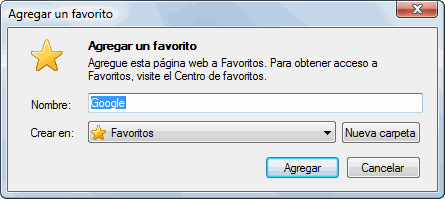 Agregar un favorito
Agregar un favorito
Agregue esta página web a Favoritos. Para obtener acceso a
Favoritos, visite el Centro de favoritos.
Nombre: Google
Crear en: Favoritos Nueva carpeta
Agregar Cancelar